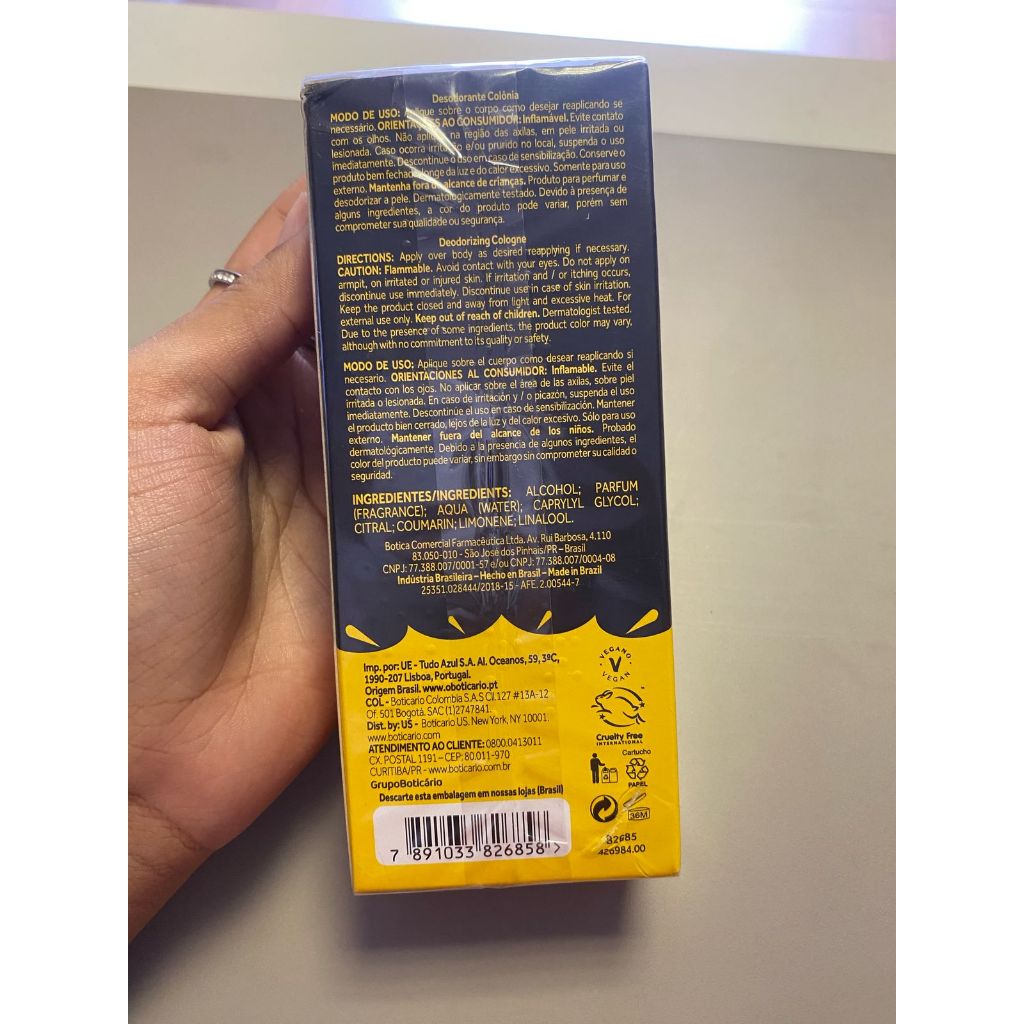 Desodorante Colônia
MODO DE USO: Aplique sobre o corpo como desejar reaplicando se
necessário. ORIENTAÇÕES AO CONSUMIDOR: Inflamável. Evite contato
com os olhos. Não aplique na região das axilas, em pele irritada ou
lesionada. Caso ocorra irritação e/ou prurido no local, suspenda o uso
imediatamente. Descontinue o uso em caso de sensibilização. Conserve o
produto bem fechado, longe da luz e do calor excessivo. Somente para uso
externo. Mantenha fora do alcance de crianças. Produto para perfumar e
desodorizar a pele. Dermatologicamente testado. Devido à presença de
alguns ingredientes, a cor do produto pode variar, porém sem
comprometer sua qualidade ou segurança.
Deodorizing Cologne
DIRECTIONS: Apply over body as desired reapplying if necessary.
CAUTION: Flammable. Avoid contact with your eyes. Do not apply on
armpit, on irritated or injured skin. If irritation and / or itching occurs,
discontinue use immediately. Discontinue use in case of skin irritation.
Keep the product closed and away from light and excessive heat. For
external use only. Keep out of reach of children. Dermatologist tested.
Due to the presence of some ingredients, the product color may vary,
although with no commitment to its quality or safety.
MODO DE USO: Aplique sobre el cuerpo como desear reaplicando si
necesario. ORIENTACIONES AL CONSUMIDOR: Inflamable. Evite el
contacto con los ojos. No aplicar sobre el área de las axilas, sobre piel
irritada o lesionada. En caso de irritación y / o picazón, suspenda el uso
imediatamente. Descontinúe el uso en caso de sensibilización. Mantener
el producto bien cerrado, lejos de la luz y del calor excesivo. Sólo para uso
externo. Mantener fuera del alcance de los niños. Probado
dermatológicamente. Debido a la presencia de algunos ingredientes, el
color del producto puede variar, sin embargo sin comprometer su calidad o
seguridad.
INGREDIENTES/INGREDIENTS: ALCOHOL; PARFUM
(FRAGRANCE); AQUA (WATER); CAPRYLYL GLYCOL;
CITRAL; COUMARIN; LIMONENE; LINALOOL.
Botica Comercial Farmacêutica Ltda. Av. Rui Barbosa, 4.110
83.050-010 - São José dos Pinhais/PR – Brasil
CNPJ: 77.388.007/0001-57 e/ou CNPJ: 77.388.007/0004-08
Indústria Brasileira – Hecho en Brasil – Made in Brazil
25351.028444/2018-15 - AFE. 2.00544-7
Imp. por: UE - Tudo Azul S.A. Al. Oceanos, 59, 3ºC,
1990-207 Lisboa, Portugal.
Origem Brasil. www.oboticario.pt
COL - Boticario Colombia S.A.S Cl.127 #13A-12
Of. 501 Bogotá. SAC (1)2747841.
Dist. by: US - Boticario US. New York, NY 10001.
www.boticario.com
ATENDIMENTO AO CLIENTE: 0800.0413011
CX. POSTAL 1191 – CEP: 80.011-970
CURITIBA/PR - www.boticario.com.br
GrupoBoticário
Descarte esta embalagem em nossas lojas (Brasil)
7 891033 826858 >
VEGANO
V
VEGAN
Cruelty Free
INTERNATIONAL
Cartucho
PAPEL
36M
82685
426984.00